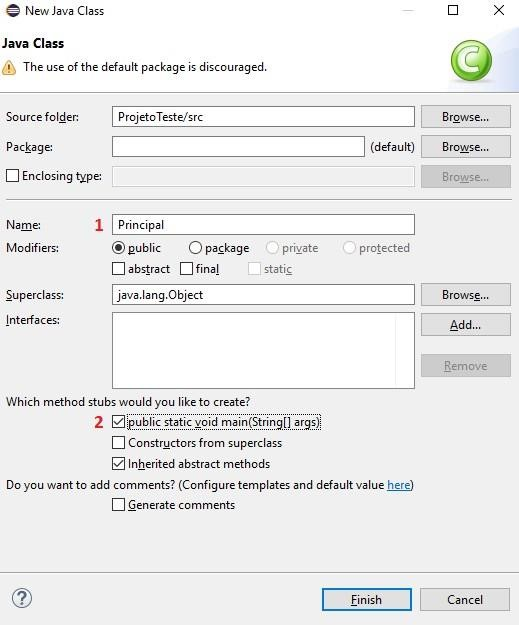 New Java Class
Java Class
The use of the default package is discouraged.
Source folder: ProjetoTeste/src Browse...
Package: (default) Browse...
Enclosing type: Browse...
Name: 1 Principal
Modifiers: public package private protected
abstract final static
Superclass: java.lang.Object Browse...
Interfaces: Add...
Remove
Which method stubs would you like to create?
2 public static void main(String[] args)
Constructors from superclass
Inherited abstract methods
Do you want to add comments? (Configure templates and default value here)
Generate comments
? Finish Cancel